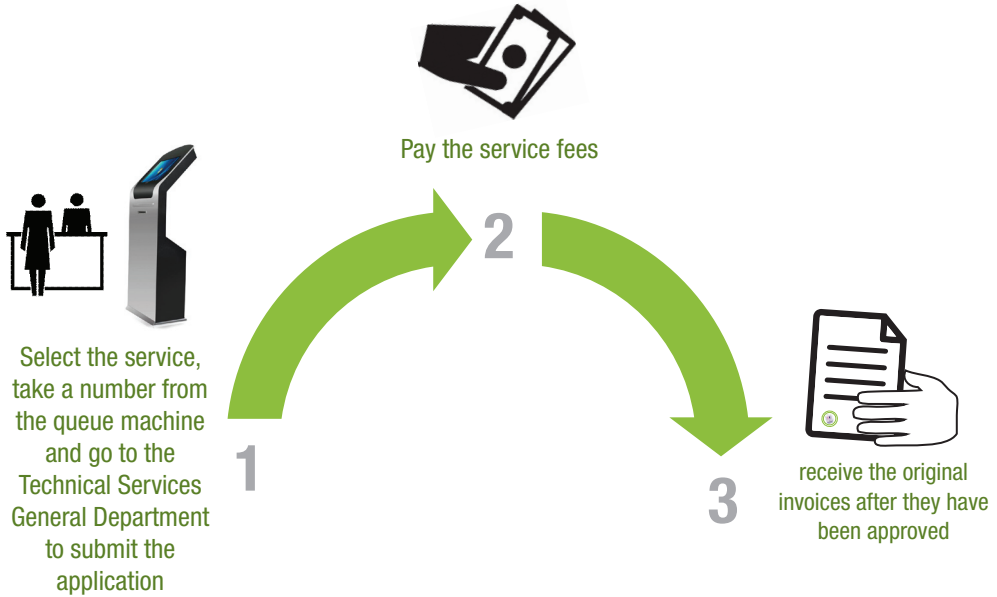 Pay the service fees
2
Select the service,
take a number from
the queue machine
and go to the
Technical Services
General Department
to submit the
application
1
3
receive the original
invoices after they have
been approved